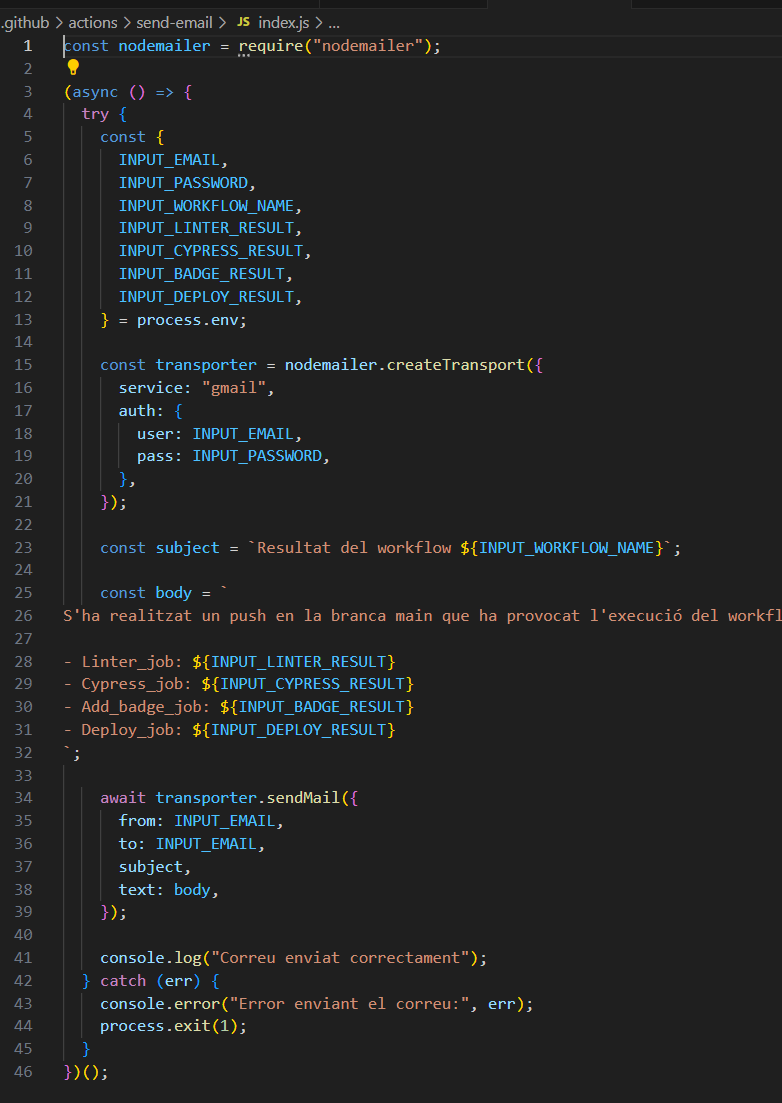 .github > actions > send-email > JS index.js > ...
1 const nodemailer = require("nodemailer");
2
3 (async () => {
4 try {
5 const {
6 INPUT_EMAIL,
7 INPUT_PASSWORD,
8 INPUT_WORKFLOW_NAME,
9 INPUT_LINTER_RESULT,
10 INPUT_CYPRESS_RESULT,
11 INPUT_BADGE_RESULT,
12 INPUT_DEPLOY_RESULT,
13 } = process.env;
14
15 const transporter = nodemailer.createTransport({
16 service: "gmail",
17 auth: {
18 user: INPUT_EMAIL,
19 pass: INPUT_PASSWORD,
20 },
21 });
22
23 const subject = `Resultat del workflow ${INPUT_WORKFLOW_NAME}`;
24
25 const body = `
26 S'ha realitzat un push en la branca main que ha provocat l'execució del workfl
27
28 - Linter_job: ${INPUT_LINTER_RESULT}
29 - Cypress_job: ${INPUT_CYPRESS_RESULT}
30 - Add_badge_job: ${INPUT_BADGE_RESULT}
31 - Deploy_job: ${INPUT_DEPLOY_RESULT}
32 `;
33
34 await transporter.sendMail({
35 from: INPUT_EMAIL,
36 to: INPUT_EMAIL,
37 subject,
38 text: body,
39 });
40
41 console.log("Correu enviat correctament");
42 } catch (err) {
43 console.error("Error enviant el correu:", err);
44 process.exit(1);
45 }
46 })();